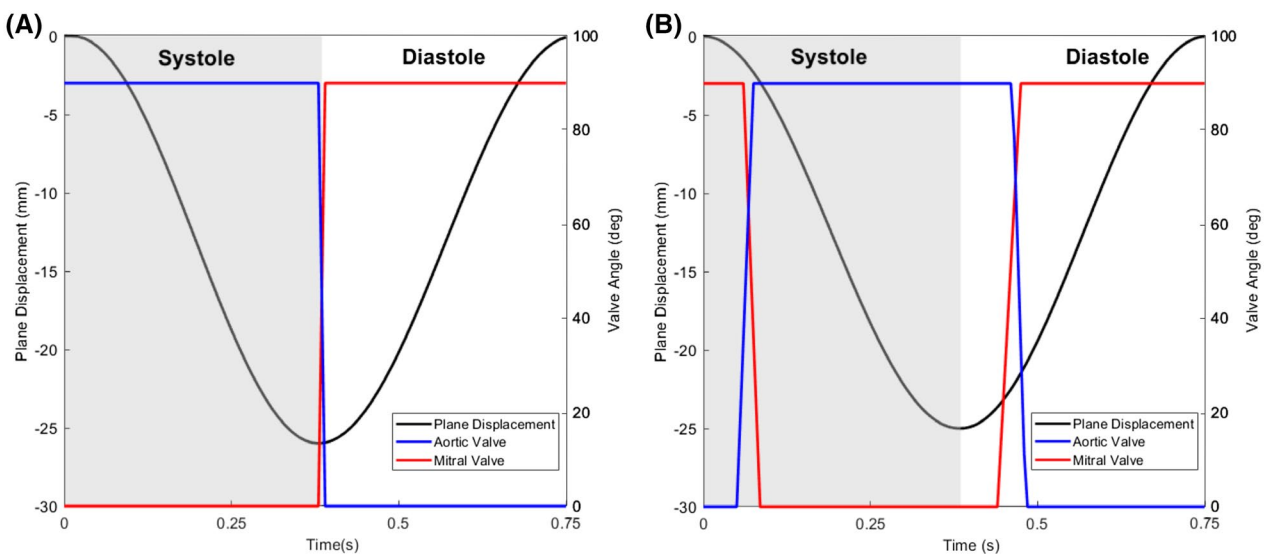 (A)
Systole
Diastole
0
-5
-10
-15
-20
-25
-30
Plane Displacement (mm)
100
80
60
40
20
0
Valve Angle (deg)
Plane Displacement
Aortic Valve
Mitral Valve
0
0.25
0.5
0.75
Time(s)
(B)
Systole
Diastole
0
-5
-10
-15
-20
-25
-30
Plane Displacement (mm)
100
80
60
40
20
0
Valve Angle (deg)
Plane Displacement
Aortic Valve
Mitral Valve
0
0.25
0.5
0.75
Time (s)